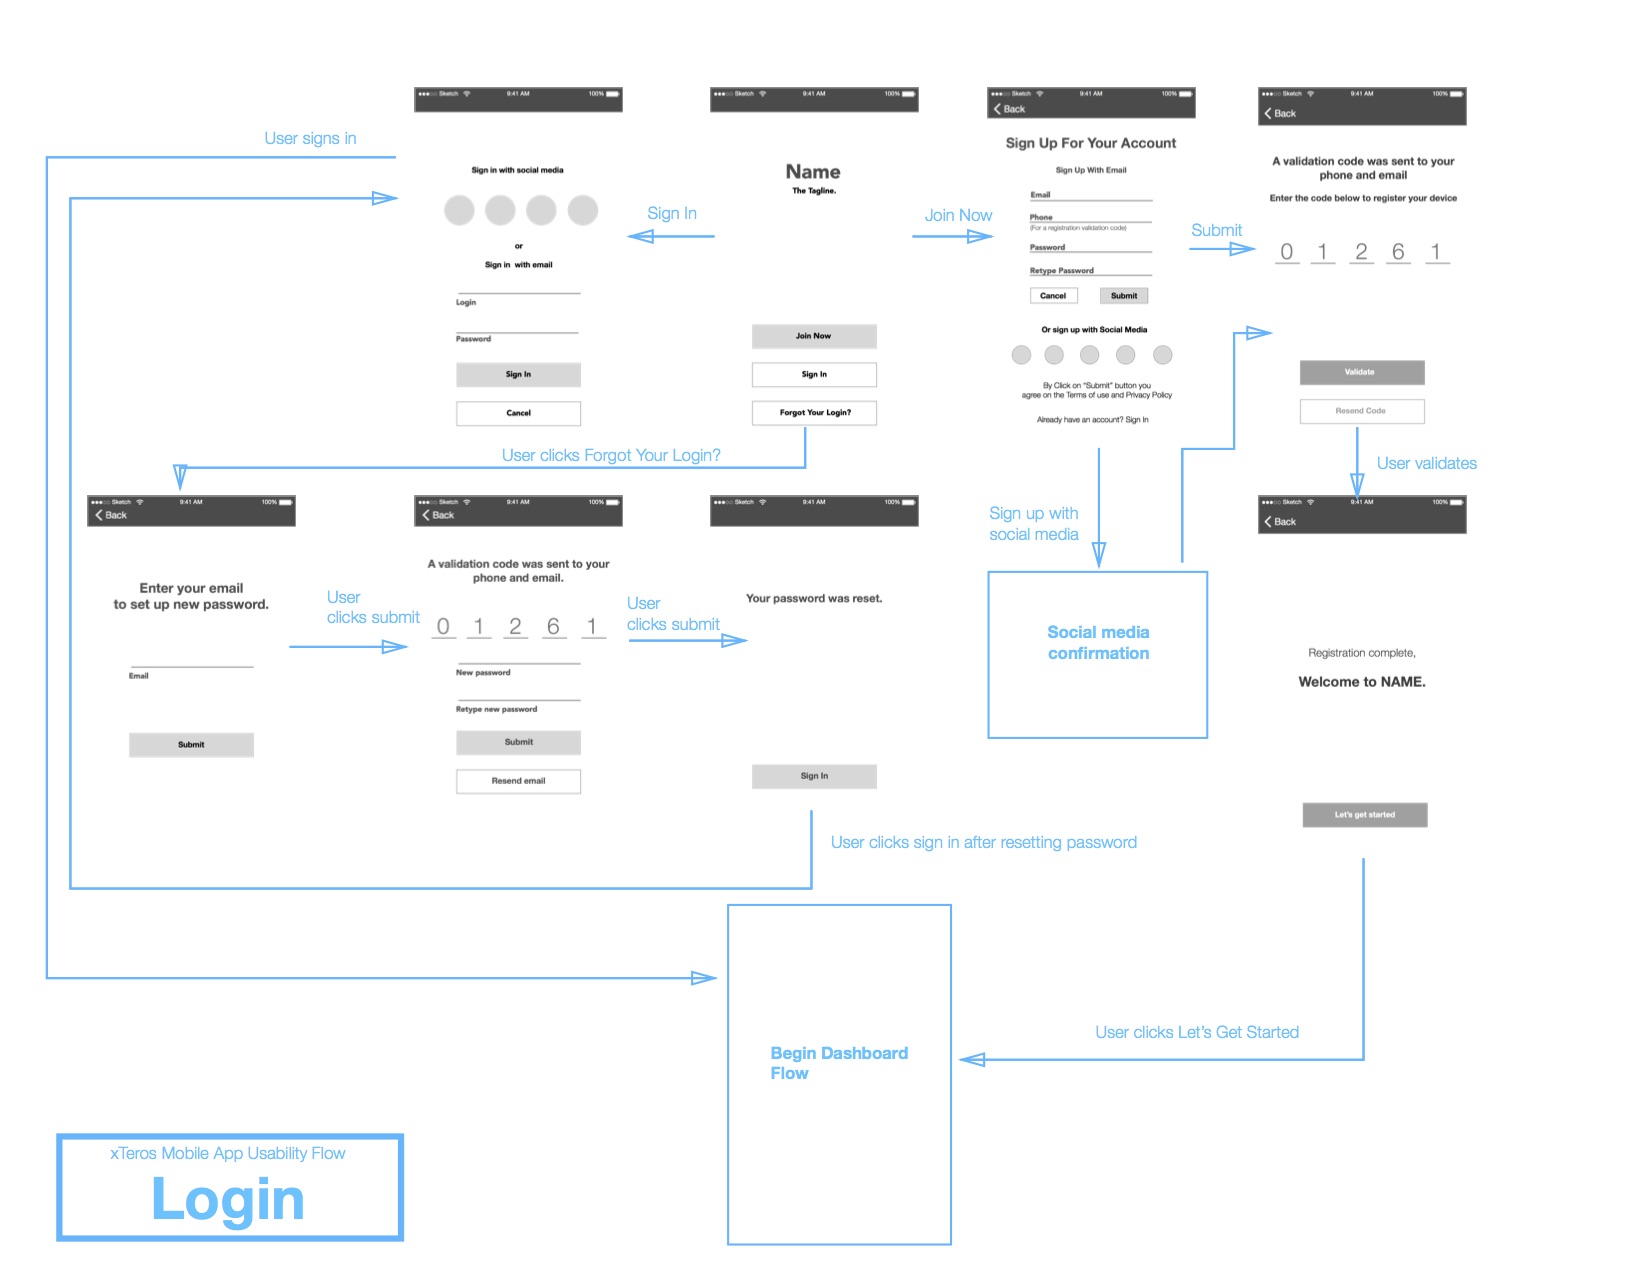 Sketch 9:41 AM 100%
Sketch 9:41 AM 100%
Sketch 9:41 AM 100%
Back
Sketch 9:41 AM 100%
Back
User signs in
Sign in with social media
or
Sign in with email
Login
Password
Sign In
Cancel
Sign In
Name
The Tagline.
Join Now
Sign In
Forgot Your Login?
Join Now
Sign Up For Your Account
Sign Up With Email
Email
Phone
(For a registration validation code)
Password
Retype Password
Cancel Submit
Or sign up with Social Media
By Click on "Submit" button you
agree on the Terms of use and Privacy Policy
Already have an account? Sign In
Submit
A validation code was sent to your
phone and email
Enter the code below to register your device
0 1 2 6 1
Validate
Resend Code
User clicks Forgot Your Login?
User validates
Sketch 9:41 AM 100%
Back
Enter your email
to set up new password.
Email
Submit
User
clicks submit
Sketch 9:41 AM 100%
Back
A validation code was sent to your
phone and email.
0 1 2 6 1
New password
Retype new password
Submit
Resend email
User
clicks submit
Sketch 9:41 AM 100%
Your password was reset.
Sign In
Sign up with
social media
Social media
confirmation
Sketch 9:41 AM 100%
Back
Registration complete,
Welcome to NAME.
Let's get started
User clicks sign in after resetting password
Begin Dashboard
Flow
User clicks Let's Get Started
xTeros Mobile App Usability Flow
Login